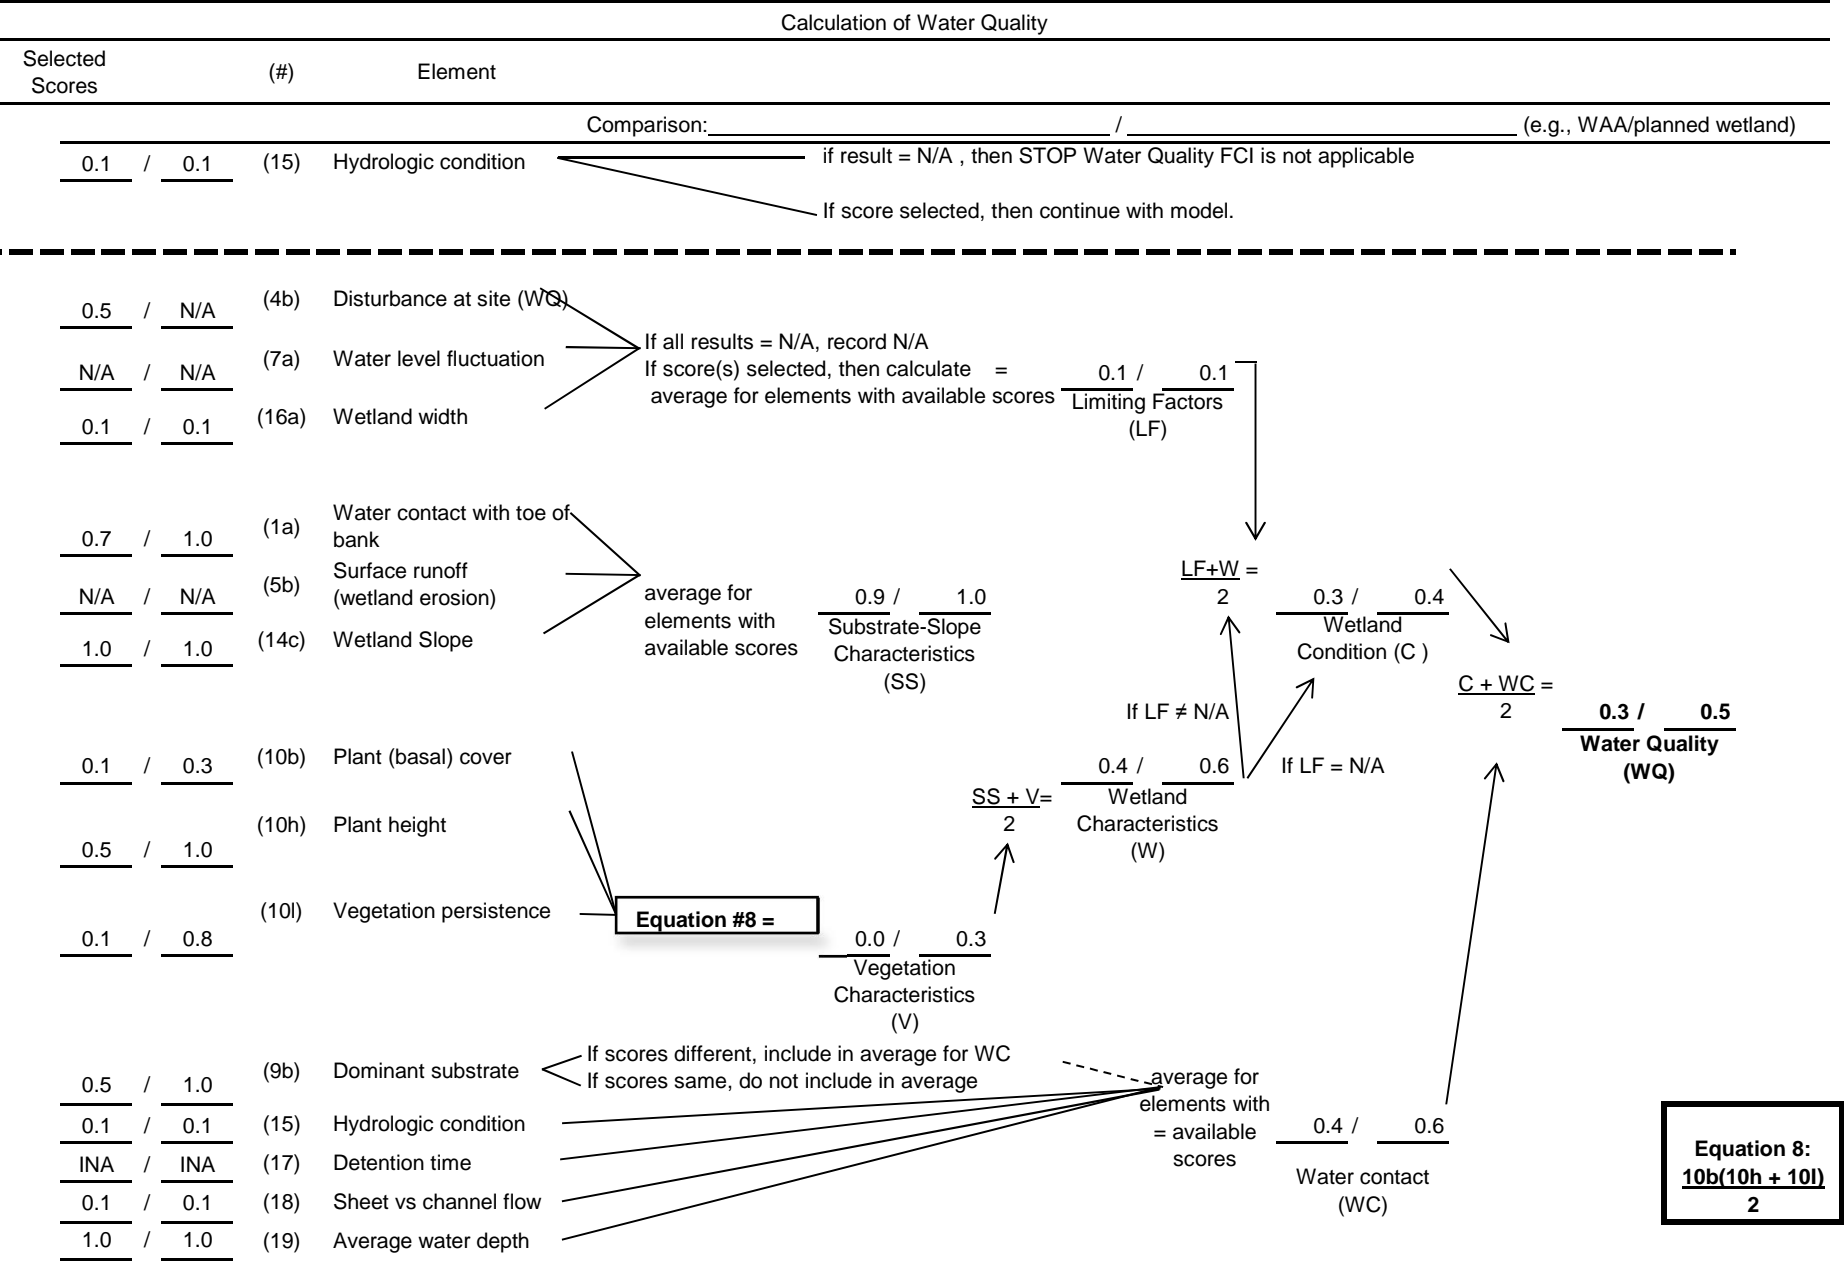 Calculation of Water Quality
Selected
Scores
(#)
Element
Comparison: / (e.g., WAA/planned wetland)
0.1 / 0.1 (15) Hydrologic condition
if result = N/A , then STOP Water Quality FCI is not applicable
If score selected, then continue with model.
0.5 / N/A (4b) Disturbance at site (WQ)
N/A / N/A (7a) Water level fluctuation
0.1 / 0.1 (16a) Wetland width
If all results = N/A, record N/A
If score(s) selected, then calculate =
average for elements with available scores
0.1 / 0.1
Limiting Factors
(LF)
0.7 / 1.0 (1a) Water contact with toe of
bank
N/A / N/A (5b) Surface runoff
(wetland erosion)
1.0 / 1.0 (14c) Wetland Slope
average for
elements with
available scores
0.9 / 1.0
Substrate-Slope
Characteristics
(SS)
LF+W =
2
0.3 / 0.4
Wetland
Condition (C )
If LF ≠ N/A
If LF = N/A
C + WC =
2
0.3 / 0.5
Water Quality
(WQ)
0.1 / 0.3 (10b) Plant (basal) cover
0.5 / 1.0 (10h) Plant height
0.1 / 0.8 (10l) Vegetation persistence
SS + V=
2
0.4 / 0.6
Wetland
Characteristics
(W)
Equation #8 =
0.0 / 0.3
Vegetation
Characteristics
(V)
0.5 / 1.0 (9b) Dominant substrate
If scores different, include in average for WC
If scores same, do not include in average
0.1 / 0.1 (15) Hydrologic condition
INA / INA (17) Detention time
0.1 / 0.1 (18) Sheet vs channel flow
1.0 / 1.0 (19) Average water depth
average for
elements with
= available
scores
0.4 / 0.6
Water contact
(WC)
Equation 8:
10b(10h + 10l)
2